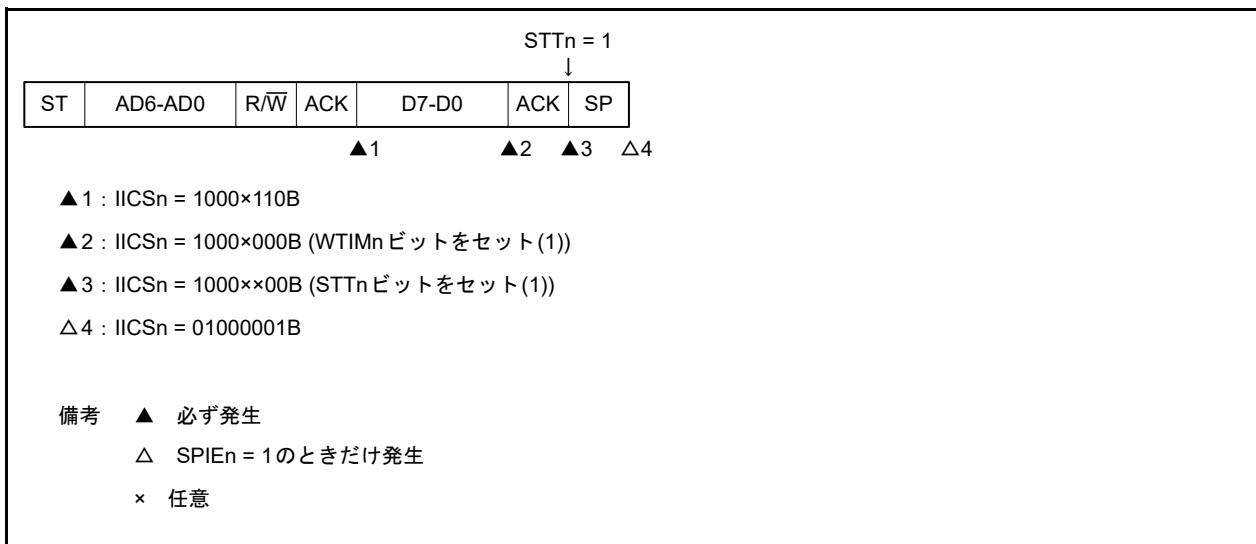 STTn = 1
↓
ST AD6-AD0 R/W̅ ACK D7-D0 ACK SP
▲1 ▲2 ▲3 △4
▲1：IICSn = 1000×110B
▲2：IICSn = 1000×000B (WTIMnビットをセット(1))
▲3：IICSn = 1000××00B (STTnビットをセット(1))
△4：IICSn = 01000001B
備考 ▲ 必ず発生
△ SPIEn = 1のときだけ発生
× 任意